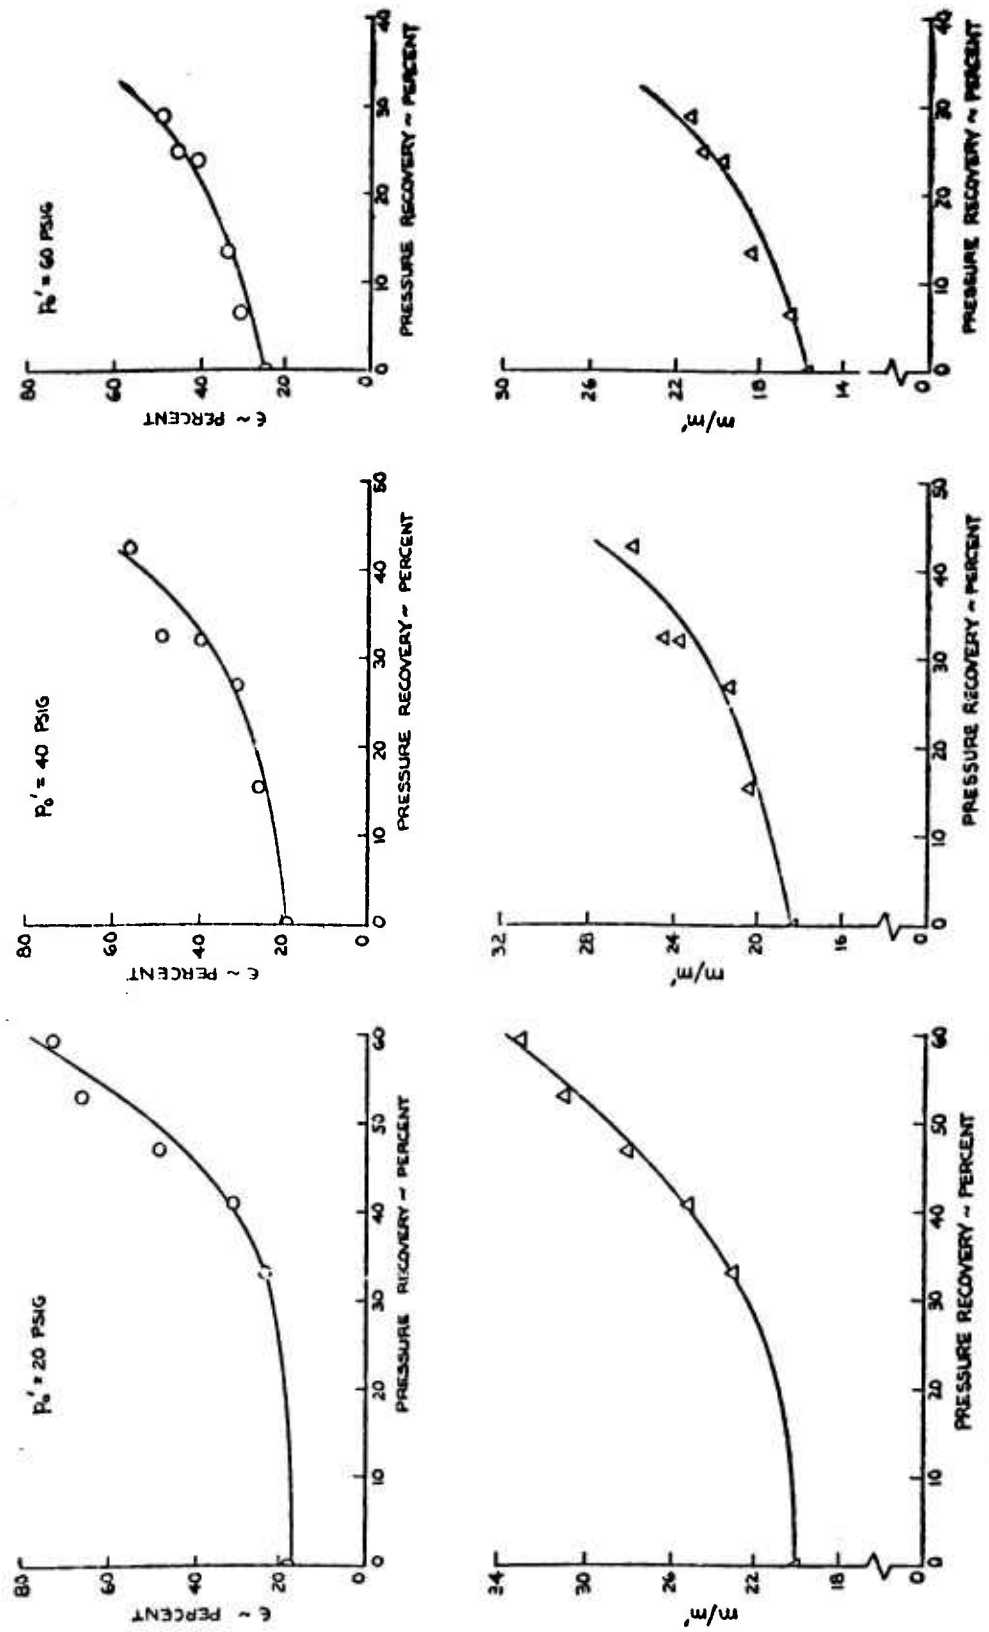 Po' = 20 PSIG
80
60
40
20
0
ε ~ PERCENT
0 10 20 30 40 50 60
PRESSURE RECOVERY ~ PERCENT
Po' = 40 PSIG
80
60
40
20
0
ε ~ PERCENT
0 10 20 30 40 50
PRESSURE RECOVERY ~ PERCENT
Po' = 60 PSIG
80
60
40
20
0
ε ~ PERCENT
0 10 20 30 40
PRESSURE RECOVERY ~ PERCENT
34
30
26
22
18
0
m/m'
0 10 20 30 40 50 60
PRESSURE RECOVERY ~ PERCENT
32
28
24
20
16
0
m/m'
0 10 20 30 40 50
PRESSURE RECOVERY ~ PERCENT
30
26
22
18
14
0
m/m'
0 10 20 30 40
PRESSURE RECOVERY ~ PERCENT